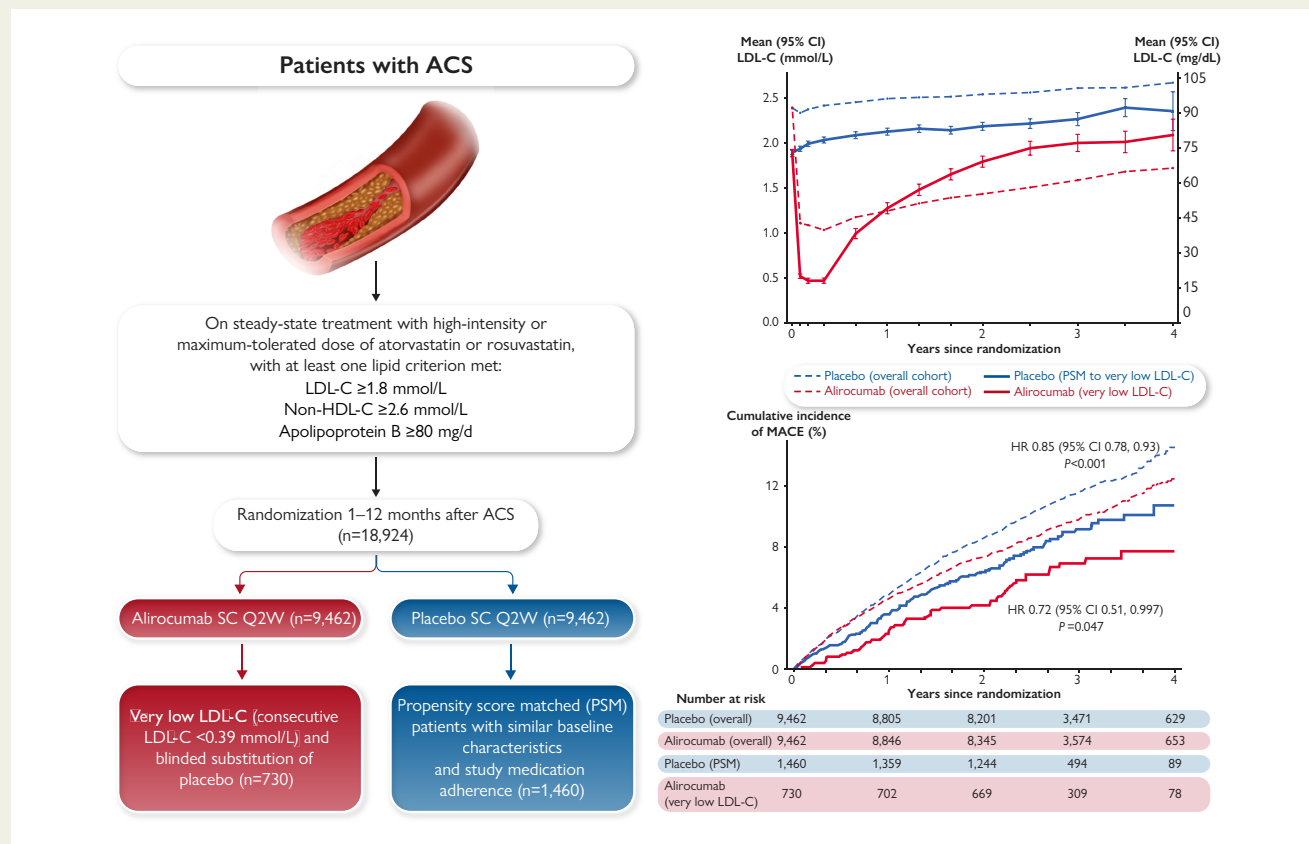 Patients with ACS
On steady-state treatment with high-intensity or
maximum-tolerated dose of atorvastatin or rosuvastatin,
with at least one lipid criterion met:
LDL-C ≥1.8 mmol/L
Non-HDL-C ≥2.6 mmol/L
Apolipoprotein B ≥80 mg/d
Randomization 1–12 months after ACS
(n=18,924)
Alirocumab SC Q2W (n=9,462)
Placebo SC Q2W (n=9,462)
Very low LDL-C (consecutive
LDL-C <0.39 mmol/L) and
blinded substitution of
placebo (n=730)
Propensity score matched (PSM)
patients with similar baseline
characteristics
and study medication
adherence (n=1,460)
Mean (95% CI)
LDL-C (mmol/L)
Mean (95% CI)
LDL-C (mg/dL)
2.5
2.0
1.5
1.0
0.5
0.0
105
90
75
60
45
30
15
0
0 1 2 3 4
Years since randomization
Placebo (overall cohort) Placebo (PSM to very low LDL-C)
Alirocumab (overall cohort) Alirocumab (very low LDL-C)
Cumulative incidence
of MACE (%)
HR 0.85 (95% CI 0.78, 0.93)
P<0.001
12
8
4
0
HR 0.72 (95% CI 0.51, 0.997)
P =0.047
0 1 2 3 4
Years since randomization
Number at risk
Placebo (overall) 9,462 8,805 8,201 3,471 629
Alirocumab (overall) 9,462 8,846 8,345 3,574 653
Placebo (PSM) 1,460 1,359 1,244 494 89
Alirocumab
(very low LDL-C) 730 702 669 309 78